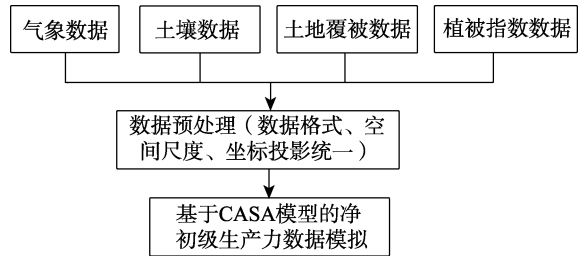 气象数据
土壤数据
土地覆被数据
植被指数数据
数据预处理（数据格式、空
间尺度、坐标投影统一）
基于CASA模型的净
初级生产力数据模拟